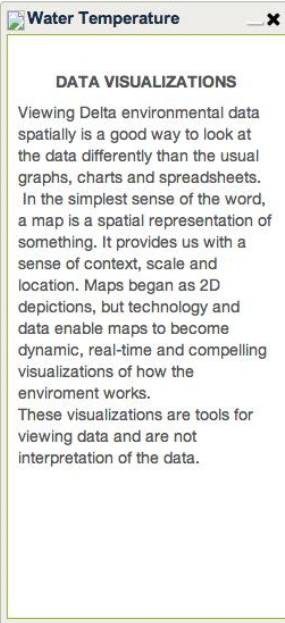 Water Temperature
DATA VISUALIZATIONS
Viewing Delta environmental data
spatially is a good way to look at
the data differently than the usual
graphs, charts and spreadsheets.
In the simplest sense of the word,
a map is a spatial representation of
something. It provides us with a
sense of context, scale and
location. Maps began as 2D
depictions, but technology and
data enable maps to become
dynamic, real-time and compelling
visualizations of how the
enviroment works.
These visualizations are tools for
viewing data and are not
interpretation of the data.